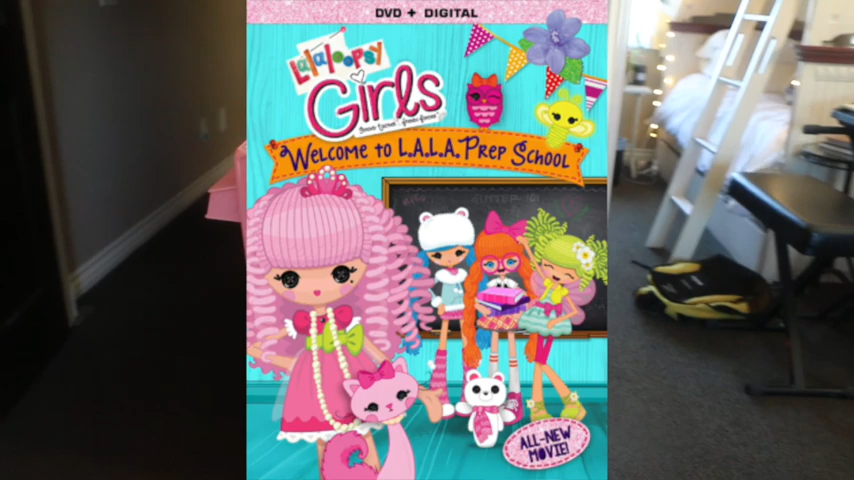 DVD + DIGITAL
Lalaloopsy
Girls
WELCOME TO L.A.L.A. PREP SCHOOL
ALL-NEW
MOVIE!